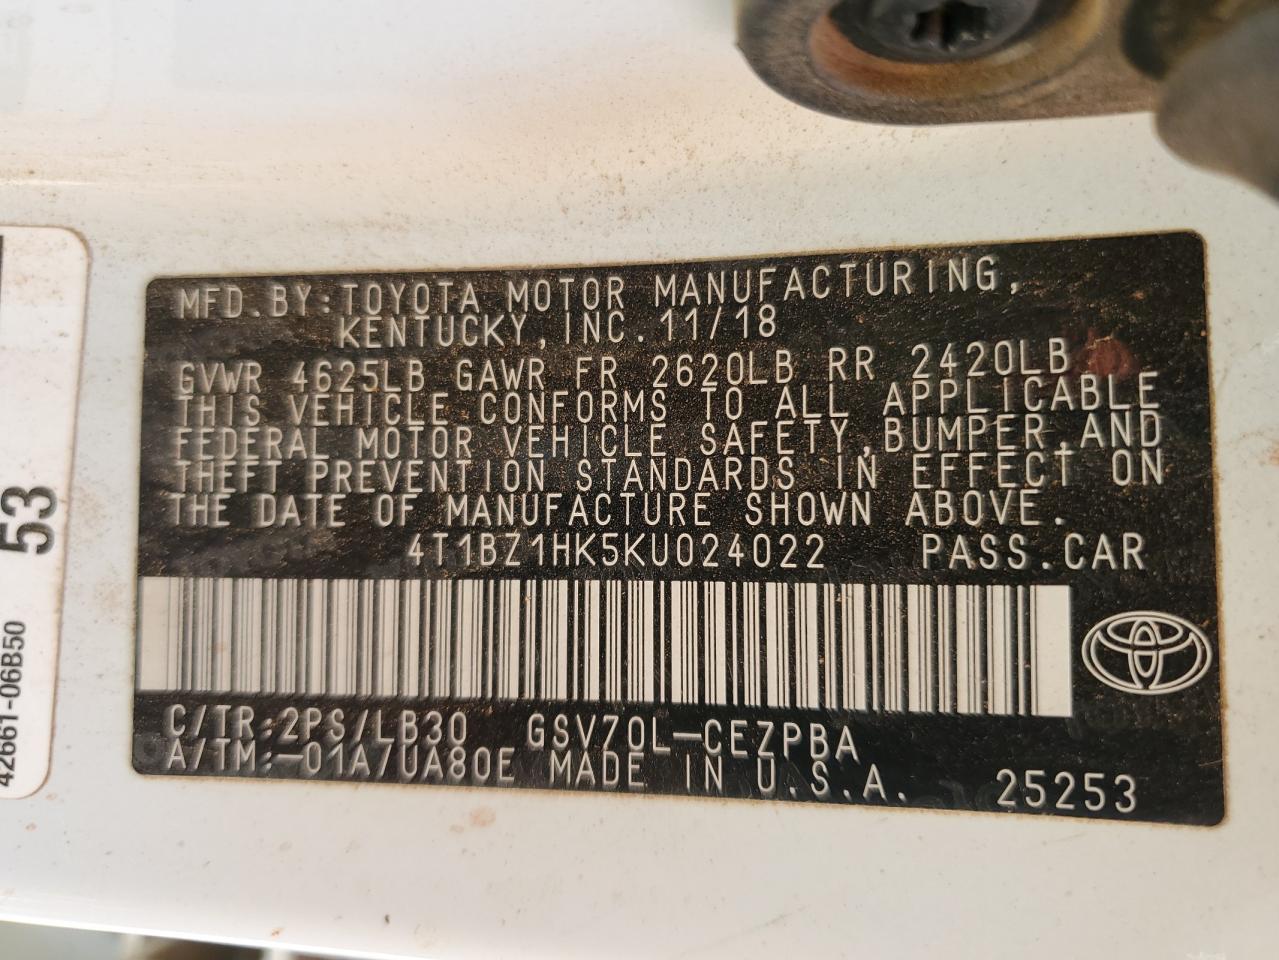 MFD.BY:TOYOTA MOTOR MANUFACTURING,
KENTUCKY,INC.11/18
GVWR 4625LB GAWR FR 2620LB RR 2420LB
THIS VEHICLE CONFORMS TO ALL APPLICABLE
FEDERAL MOTOR VEHICLE SAFETY,BUMPER,AND
THEFT PREVENTION STANDARDS IN EFFECT ON
THE DATE OF MANUFACTURE SHOWN ABOVE.
4T1BZ1HK5KU024022 PASS.CAR
C/TR:2PS/LB30 GSV70L-CEZPBA
A/TM:-01A/UA80E MADE IN U.S.A. 25253
53
42661-06B50